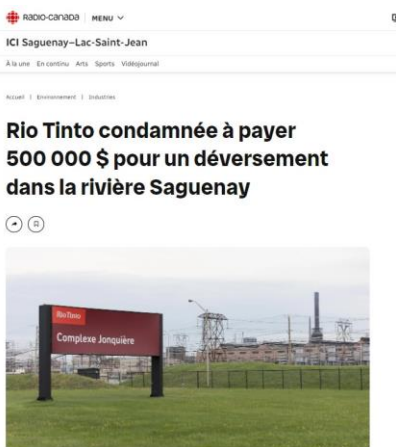 RADIO-CANADA MENU
ICI Saguenay–Lac-Saint-Jean
À la une En continu Arts Sports Vidéojournal
Accueil | Environnement | Industries
Rio Tinto condamnée à payer
500 000 $ pour un déversement
dans la rivière Saguenay
RioTinto
Complexe Jonquière